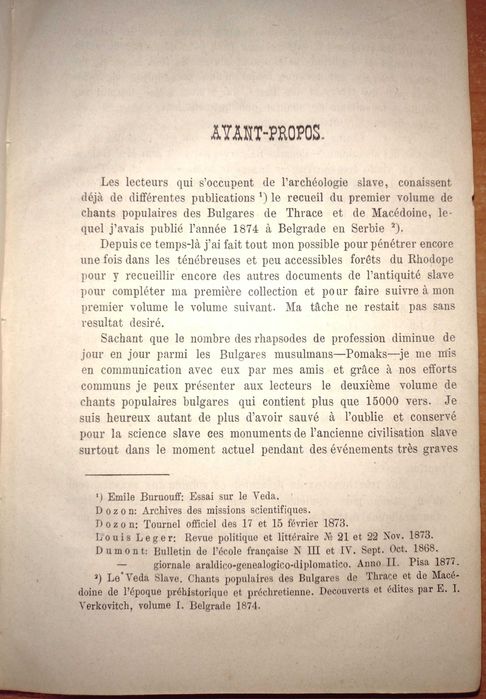 AVANT-PROPOS.
Les lecteurs qui s'occupent de l'archéologie slave, conaissent
déjà de différentes publications ¹) le recueil du premier volume de
chants populaires des Bulgares de Thrace et de Macédoine, le-
quel j'avais publié l'année 1874 à Belgrade en Serbie ²).
Depuis ce temps-là j'ai fait tout mon possible pour pénétrer encore
une fois dans les ténébreuses et peu accessibles forêts du Rhodope
pour y recueillir encore des autres documents de l'antiquité slave
pour compléter ma première collection et pour faire suivre à mon
premier volume le volume suivant. Ma tâche ne restait pas sans
resultat desiré.
Sachant que le nombre des rhapsodes de profession diminue de
jour en jour parmi les Bulgares musulmans—Pomaks—je me mis
en communication avec eux par mes amis et grâce à nos efforts
communs je peux présenter aux lecteurs le deuxième volume de
chants populaires bulgares qui contient plus que 15000 vers. Je
suis heureux autant de plus d'avoir sauvé à l'oublie et conservé
pour la science slave ces monuments de l'ancienne civilisation slave
surtout dans le moment actuel pendant des événements très graves
¹) Emile Buruouff: Essai sur le Veda.
Dozon: Archives des missions scientifiques.
Dozon: Tournel officiel des 17 et 15 février 1873.
Louis Leger: Revue politique et littéraire № 21 et 22 Nov. 1873.
Dumont: Bulletin de l'école française N III et IV. Sept. Oct. 1868.
— giornale araldico-genealogico-diplomatico. Anno II. Pisa 1877.
²) Le Veda Slave. Chants populaires des Bulgares de Thrace et de Macé-
doine de l'époque préhistorique et préchretienne. Decouverts et édites par E. I.
Verkovitch, volume I. Belgrade 1874.